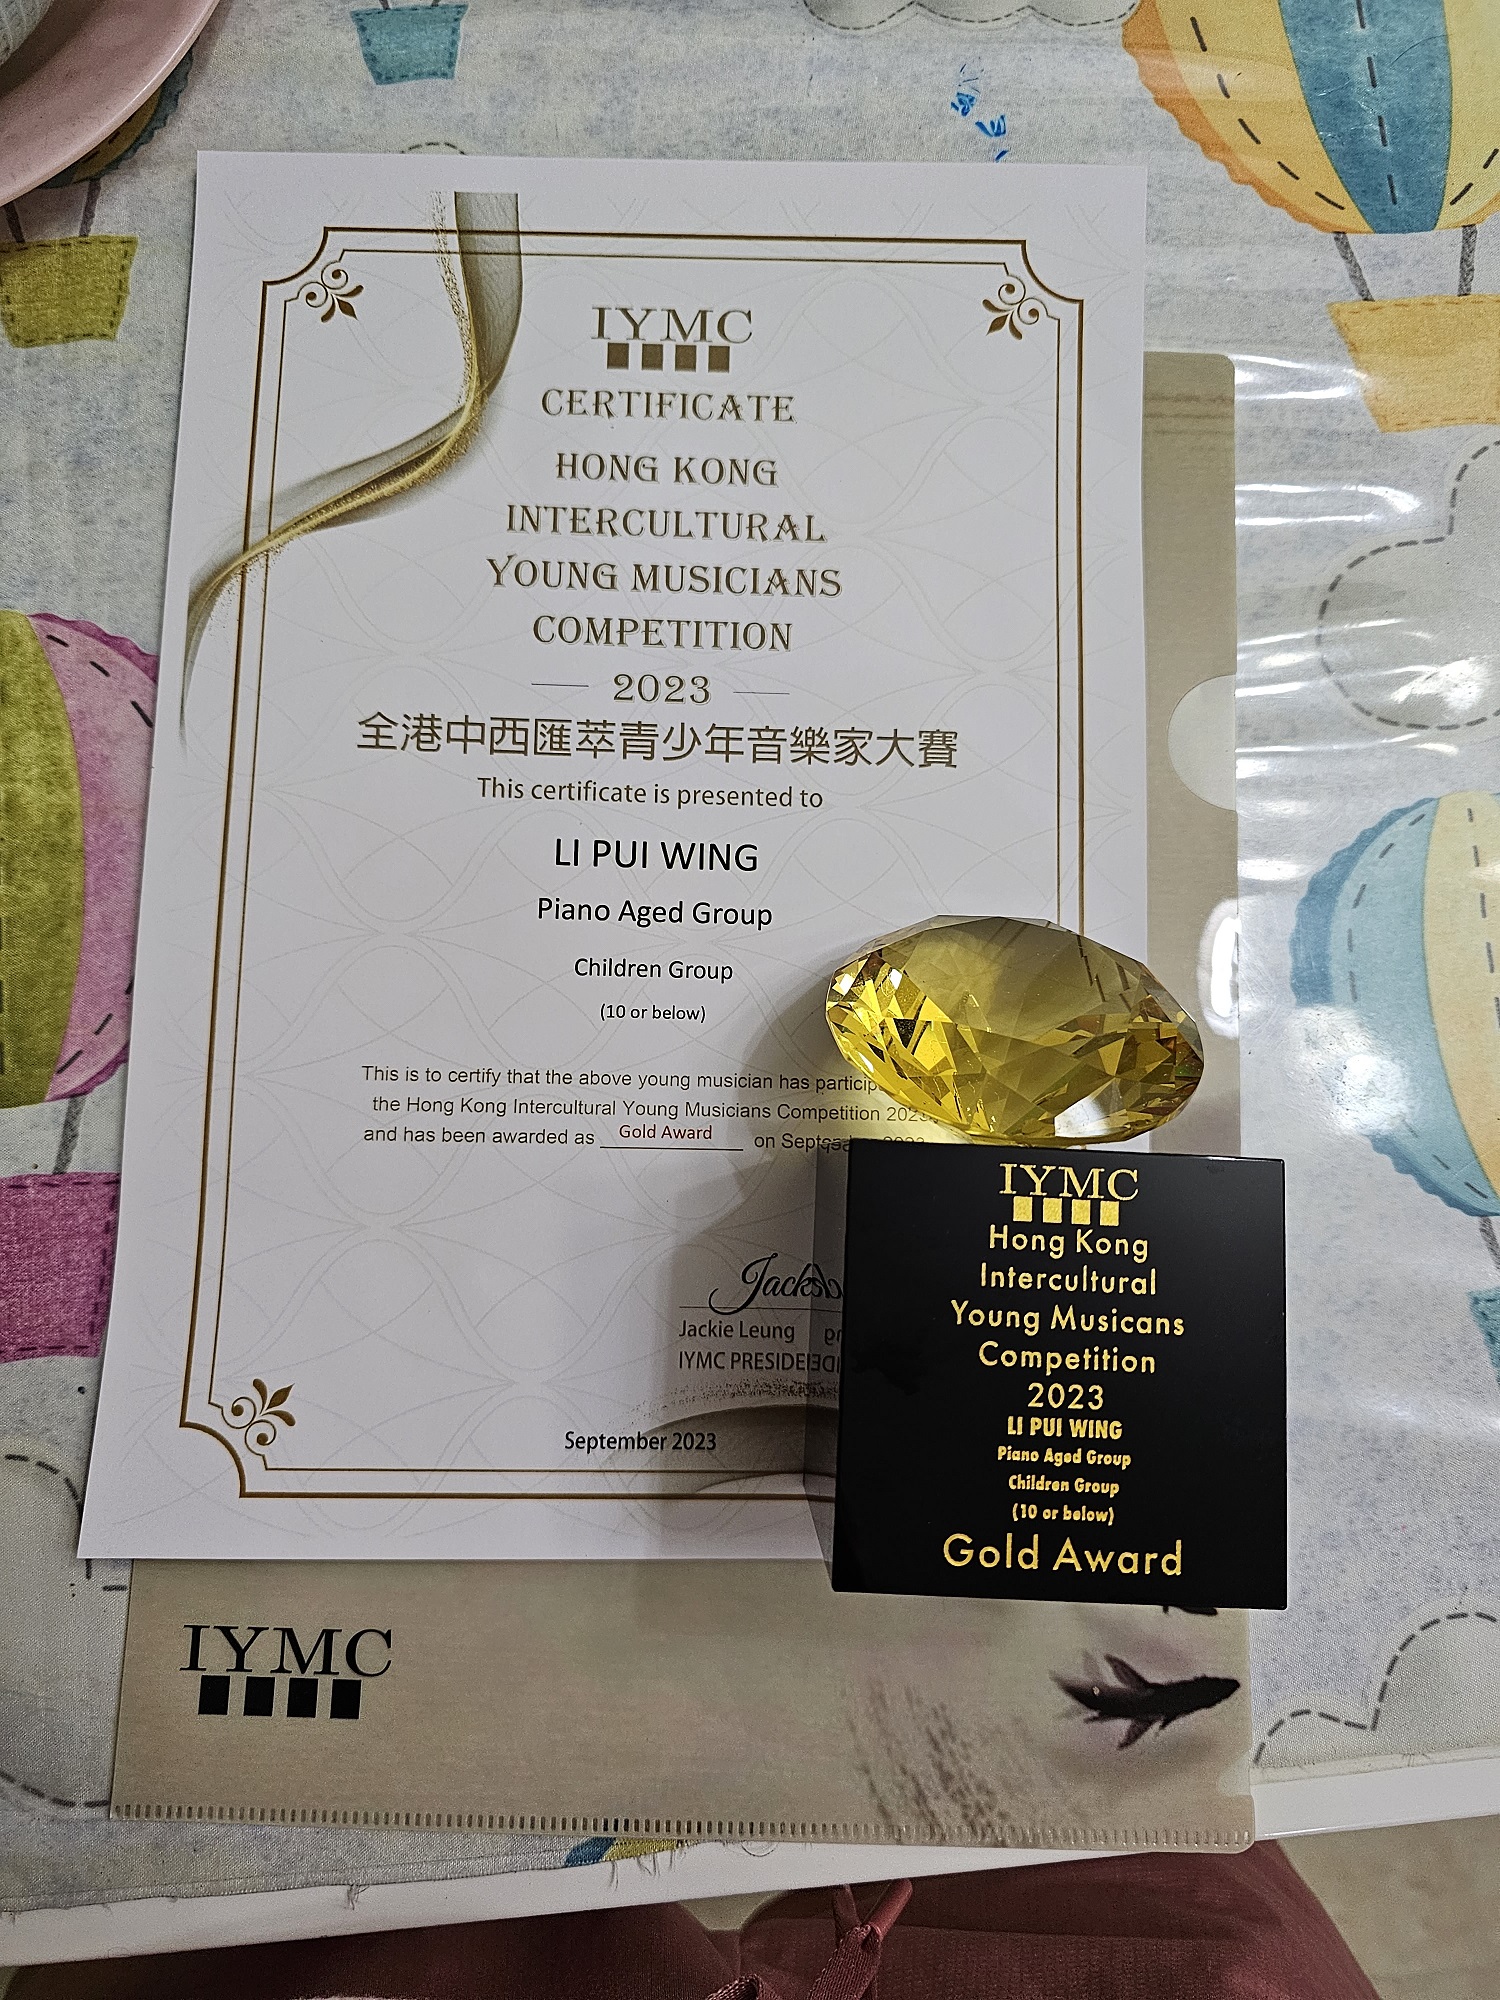 IYMC
CERTIFICATE
HONG KONG
INTERCULTURAL
YOUNG MUSICIANS
COMPETITION
2023
全港中西匯萃青少年音樂家大賽
This certificate is presented to
LI PUI WING
Piano Aged Group
Children Group
(10 or below)
This is to certify that the above young musician has
the Hong Kong Intercultural Young Musicians Competition 2023
and has been awarded as Gold Award on
Jackie Leung
IYMC
September 2023
IYMC
Hong Kong
Intercultural
Young Musicans
Competition
2023
LI PUI WING
Piano Aged Group
Children Group
(10 or below)
Gold Award
IYMC